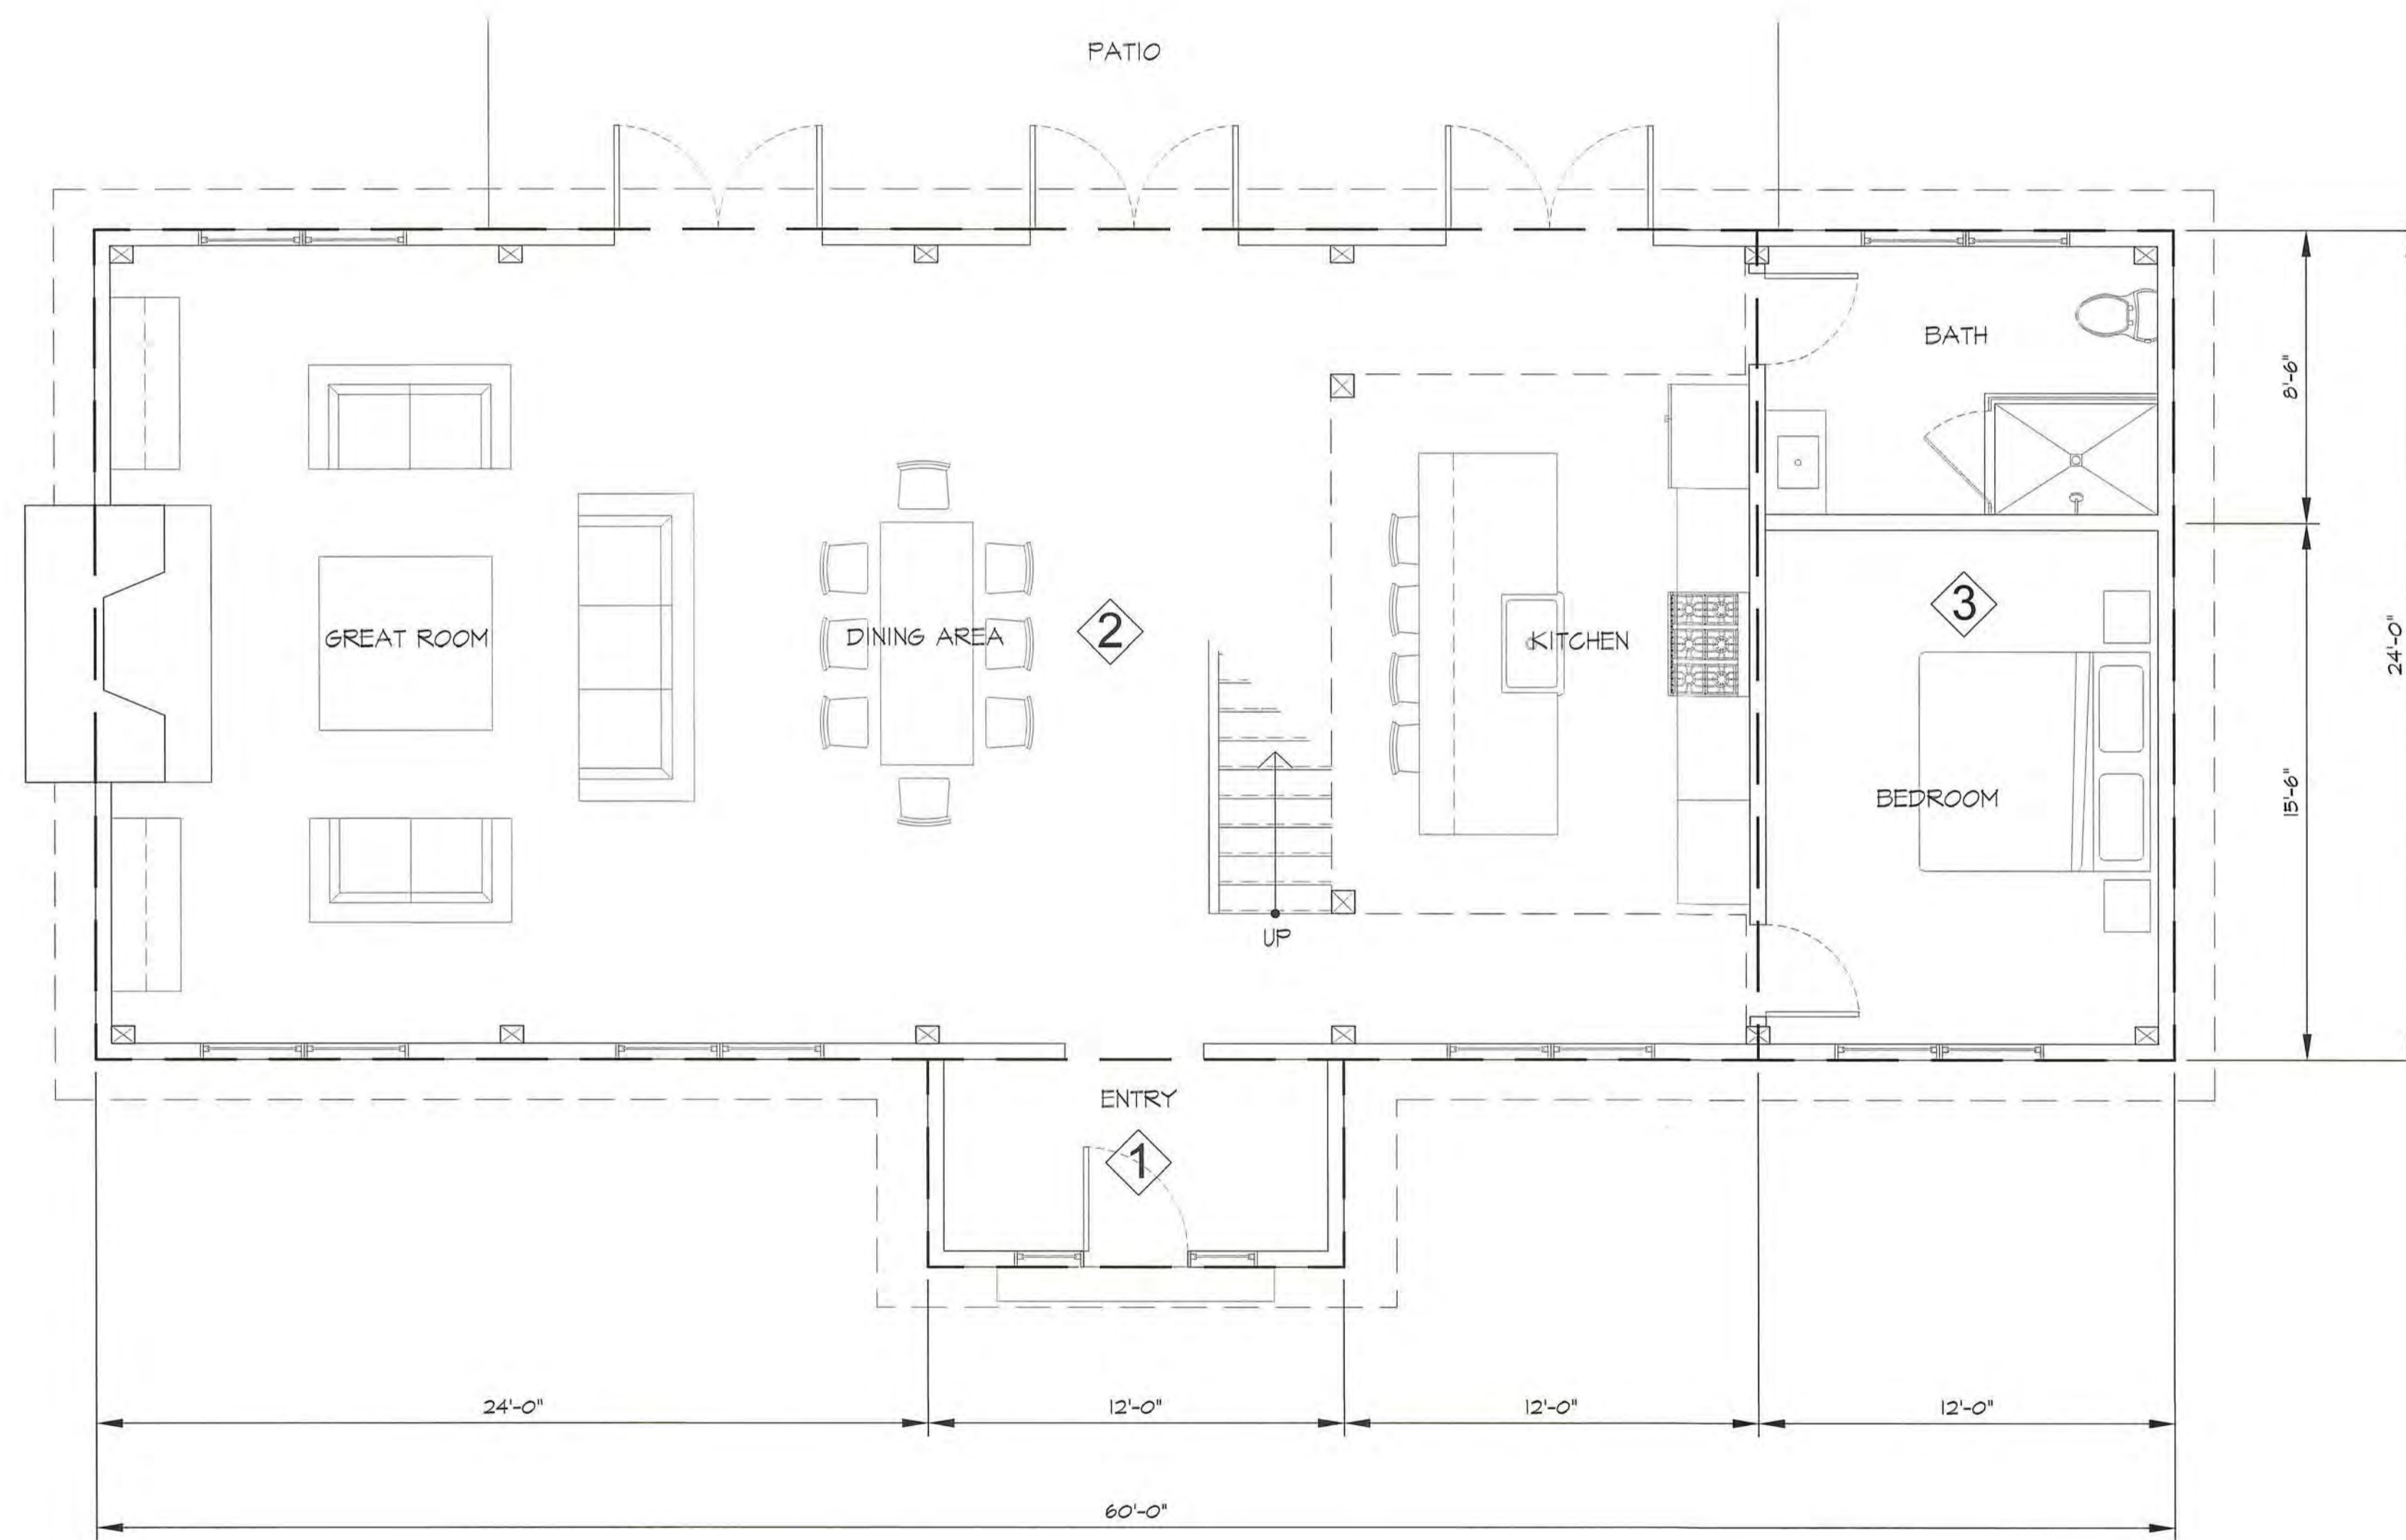 PATIO
BATH
8'-6"
3
2
GREAT ROOM
DINING AREA
KITCHEN
24'-0"
BEDROOM
15'-6"
UP
ENTRY
1
24'-0"
12'-0"
12'-0"
12'-0"
60'-0"